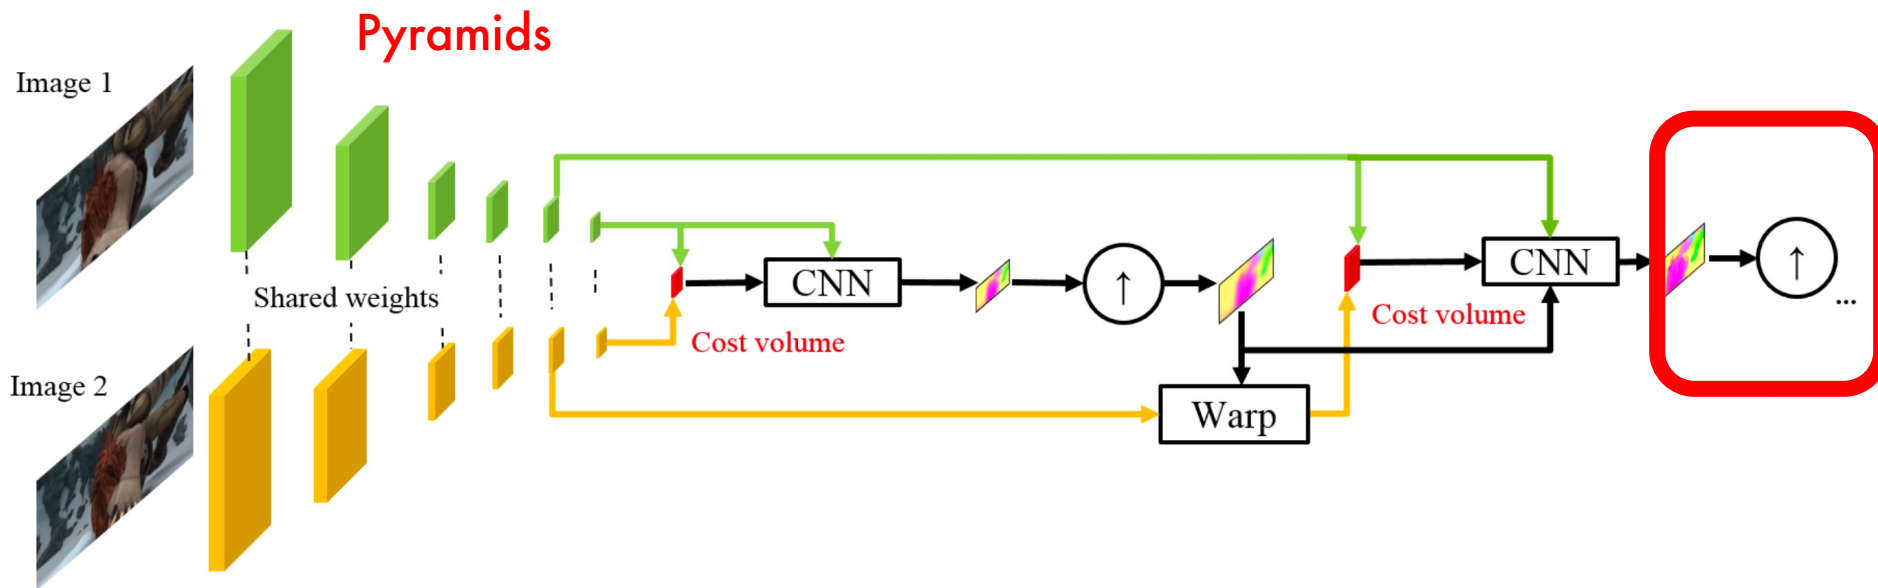 Pyramids
Image 1
Shared weights
Image 2
CNN
↑
Cost volume
Warp
CNN
Cost volume
↑
...